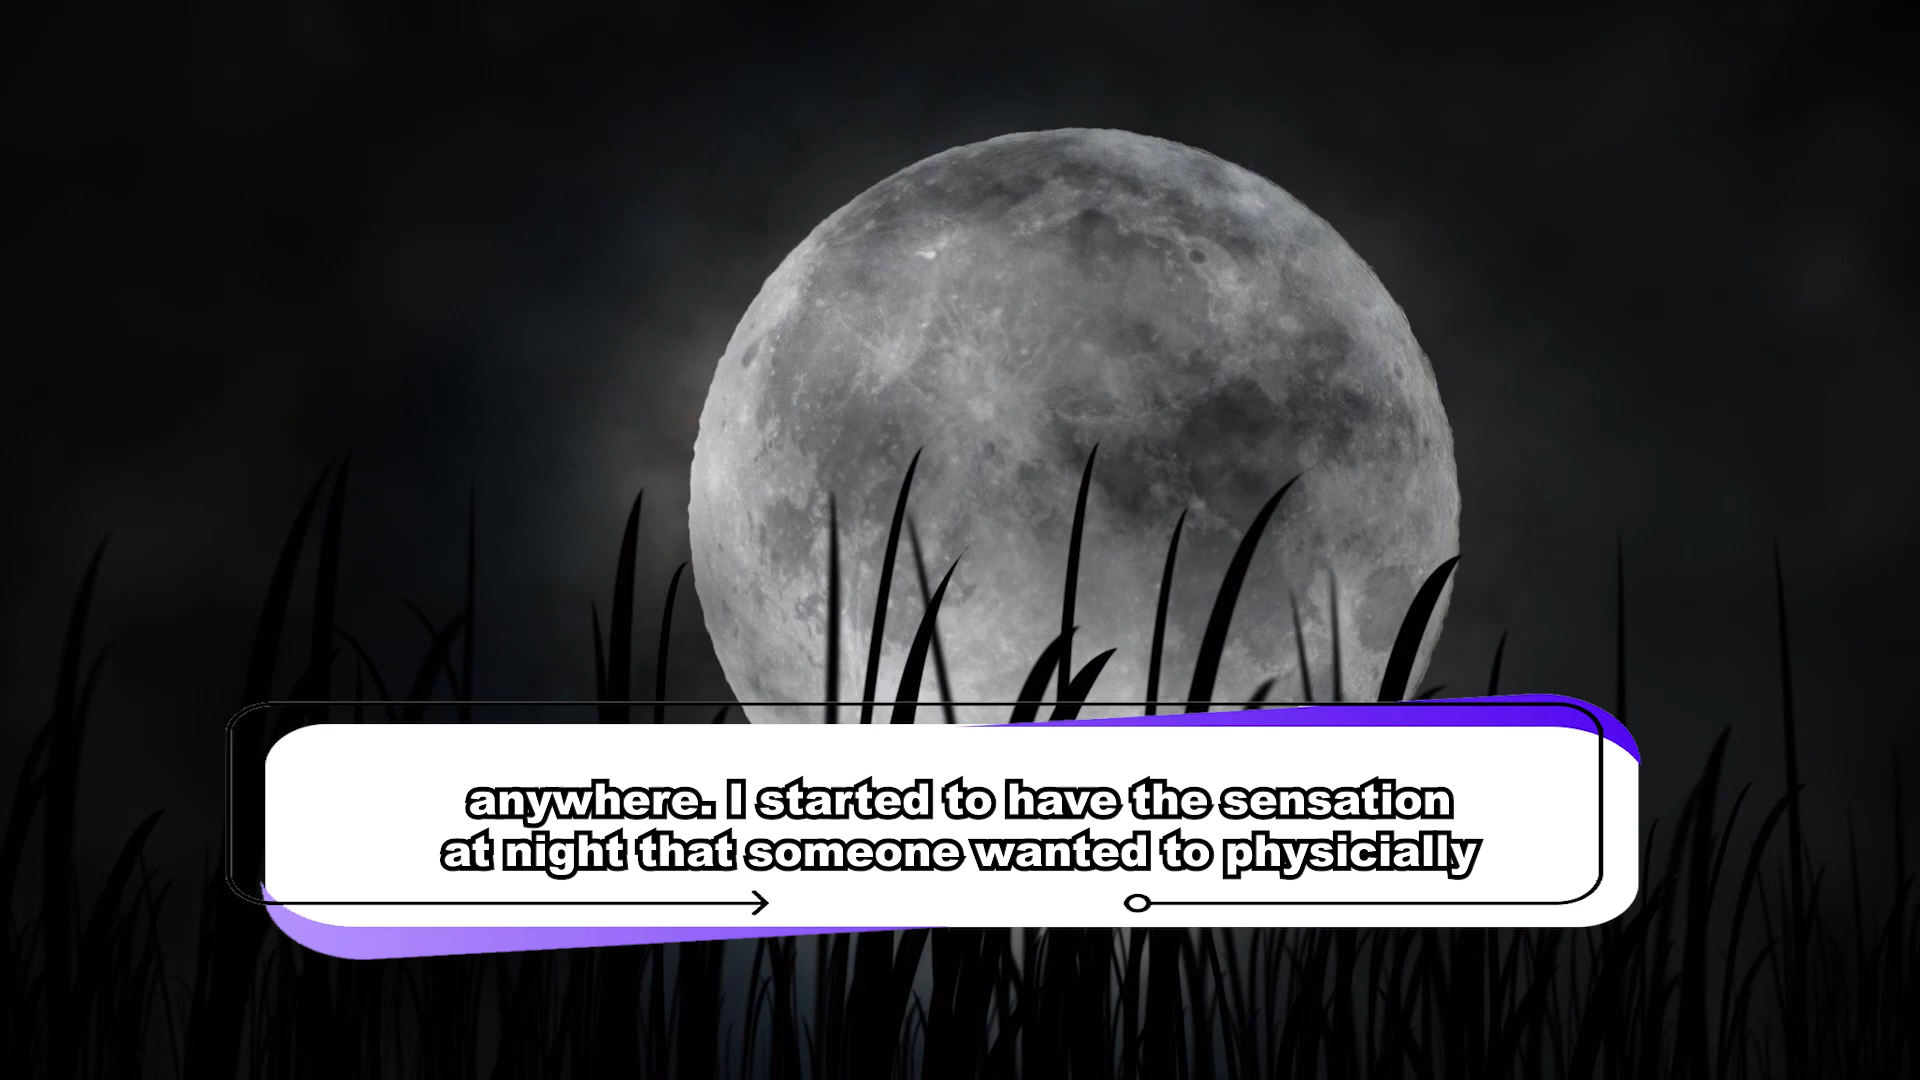 anywhere. I started to have the sensation
at night that someone wanted to physicially